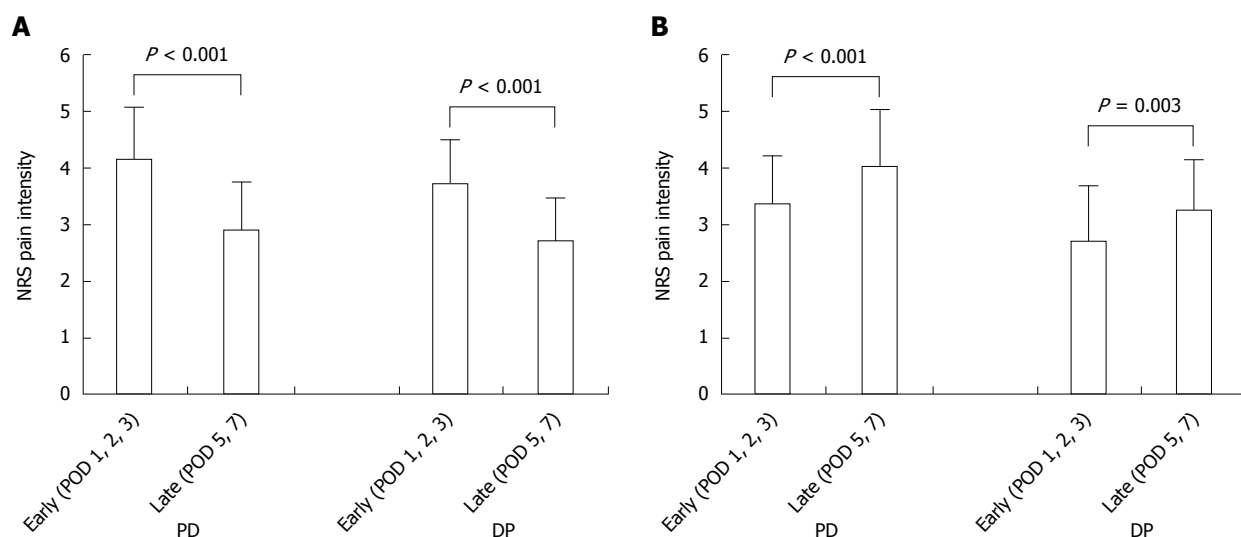 A
NRS pain intensity
6
5
4
3
2
1
0
P < 0.001
P < 0.001
Early (POD 1, 2, 3)
Late (POD 5, 7)
Early (POD 1, 2, 3)
Late (POD 5, 7)
PD
DP
B
NRS pain intensity
6
5
4
3
2
1
0
P < 0.001
P = 0.003
Early (POD 1, 2, 3)
Late (POD 5, 7)
Early (POD 1, 2, 3)
Late (POD 5, 7)
PD
DP